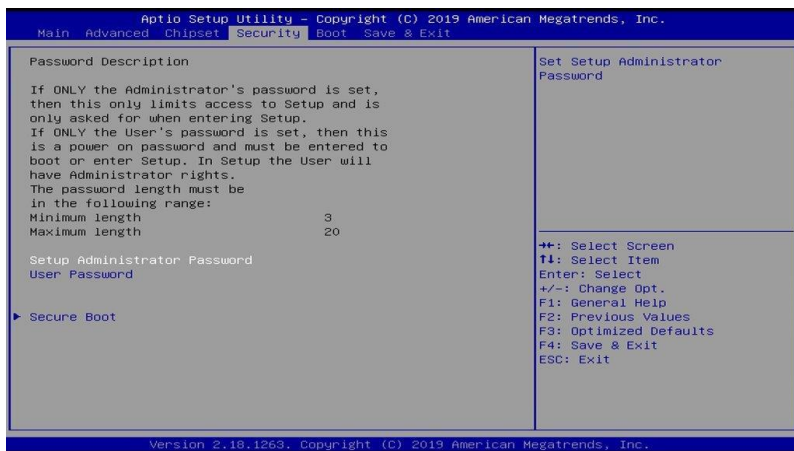 Aptio Setup Utility – Copyright (C) 2019 American Megatrends, Inc.
Main Advanced Chipset Security Boot Save & Exit
Password Description
If ONLY the Administrator's password is set,
then this only limits access to Setup and is
only asked for when entering Setup.
If ONLY the User's password is set, then this
is a power on password and must be entered to
boot or enter Setup. In Setup the User will
have Administrator rights.
The password length must be
in the following range:
Minimum length 3
Maximum length 20
Setup Administrator Password
User Password
▶ Secure Boot
Set Setup Administrator
Password
→←: Select Screen
↑↓: Select Item
Enter: Select
+/-: Change Opt.
F1: General Help
F2: Previous Values
F3: Optimized Defaults
F4: Save & Exit
ESC: Exit
Version 2.18.1263. Copyright (C) 2019 American Megatrends, Inc.